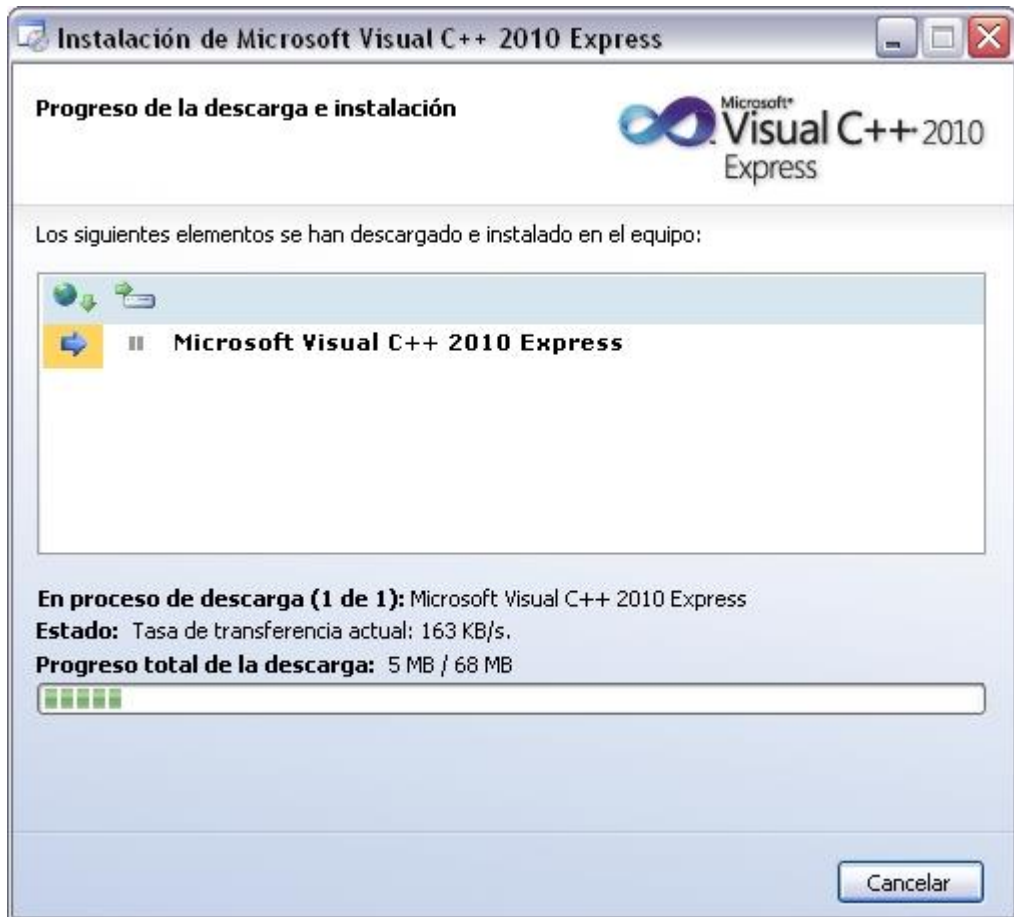 Instalación de Microsoft Visual C++ 2010 Express
Progreso de la descarga e instalación
Microsoft®
Visual C++ 2010
Express
Los siguientes elementos se han descargado e instalado en el equipo:
Microsoft Visual C++ 2010 Express
En proceso de descarga (1 de 1): Microsoft Visual C++ 2010 Express
Estado: Tasa de transferencia actual: 163 KB/s.
Progreso total de la descarga: 5 MB / 68 MB
Cancelar